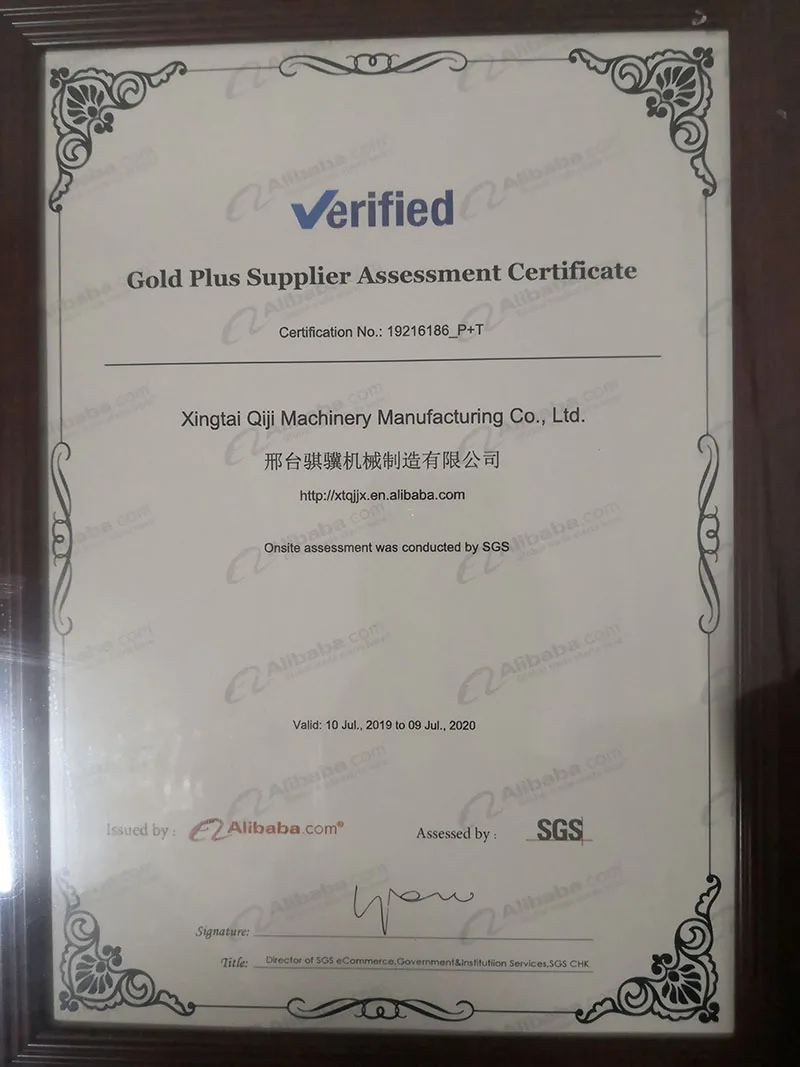 Verified
Gold Plus Supplier Assessment Certificate
Certification No.: 19216186_P+T
Xingtai Qiji Machinery Manufacturing Co., Ltd.
邢台骐骥机械制造有限公司
http://xtqjjx.en.alibaba.com
Onsite assessment was conducted by SGS
Valid: 10 Jul., 2019 to 09 Jul., 2020
Issued by : Alibaba.com® Assessed by : SGS
Signature:
Title: Director of SGS eCommerce,Government&Institutiion Services,SGS CHK